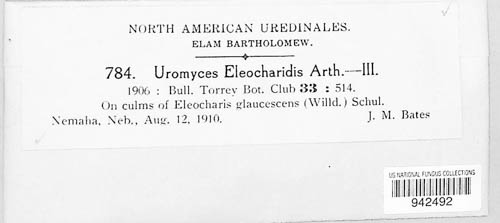 NORTH AMERICAN UREDINALES.
ELAM BARTHOLOMEW.
784. Uromyces Eleocharidis Arth.—III.
1906 : Bull. Torrey Bot. Club 33 : 514.
On culms of Eleocharis glaucescens (Willd.) Schul.
Nemaha, Neb., Aug. 12, 1910. J. M. Bates
US NATIONAL FUNGUS COLLECTIONS
942492